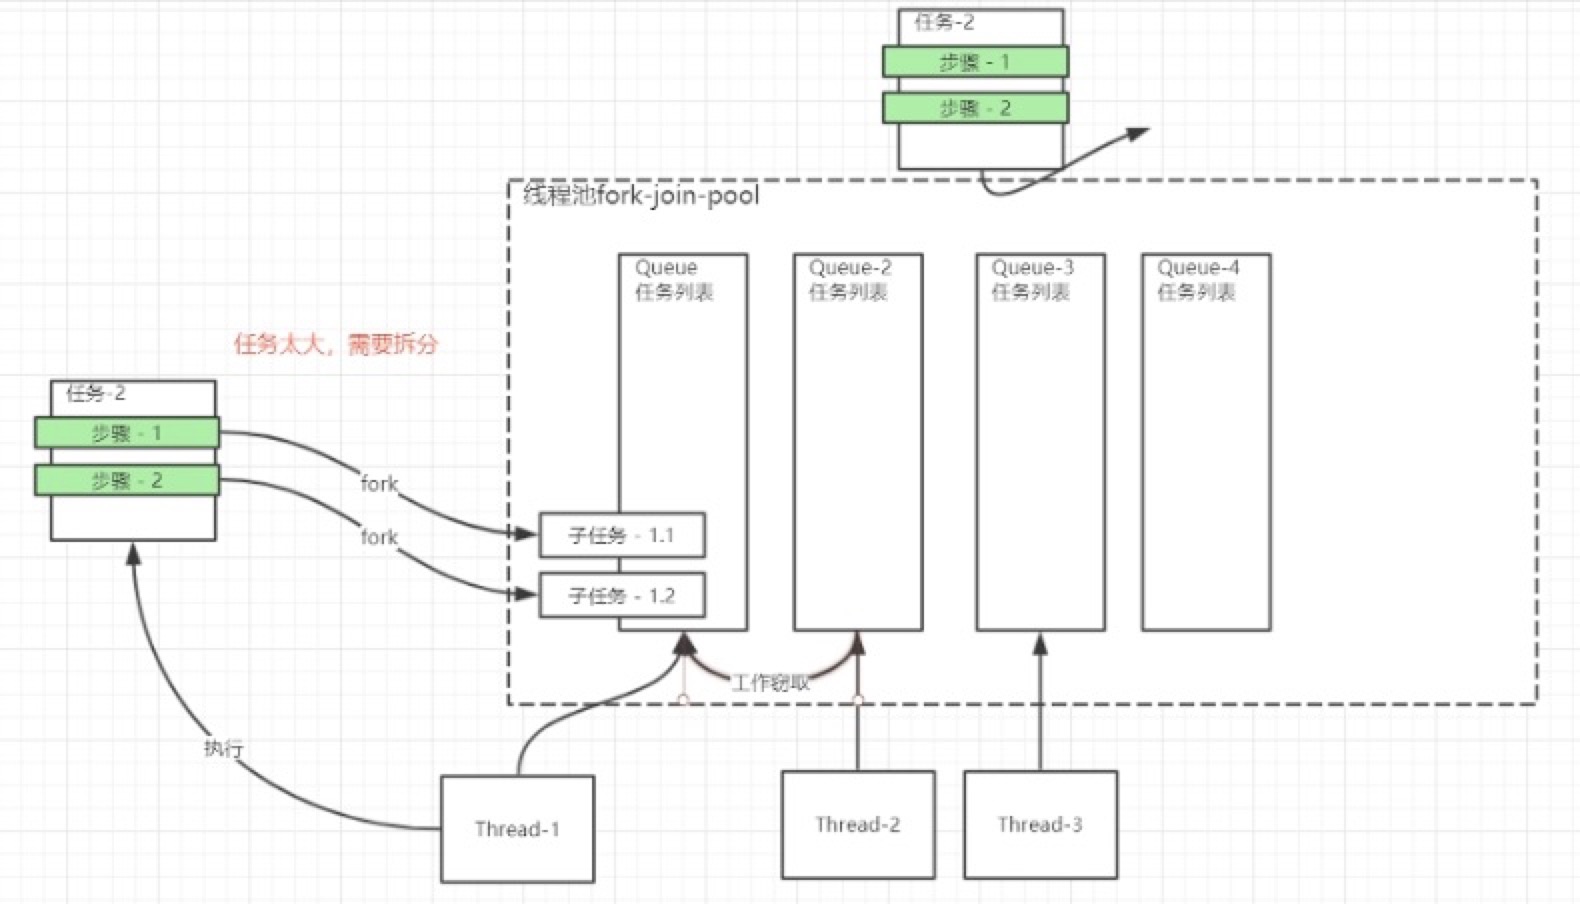 任务-2
步骤 - 1
步骤 - 2
线程池fork-join-pool
Queue
任务列表
Queue-2
任务列表
Queue-3
任务列表
Queue-4
任务列表
任务太大，需要拆分
任务-2
步骤 - 1
步骤 - 2
fork
fork
子任务 - 1.1
子任务 - 1.2
工作窃取
执行
Thread-1
Thread-2
Thread-3